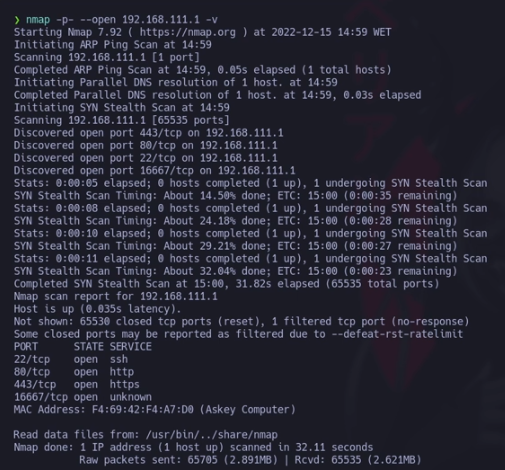 ❯ nmap -p- --open 192.168.111.1 -v
Starting Nmap 7.92 ( https://nmap.org ) at 2022-12-15 14:59 WET
Initiating ARP Ping Scan at 14:59
Scanning 192.168.111.1 [1 port]
Completed ARP Ping Scan at 14:59, 0.05s elapsed (1 total hosts)
Initiating Parallel DNS resolution of 1 host. at 14:59
Completed Parallel DNS resolution of 1 host. at 14:59, 0.03s elapsed
Initiating SYN Stealth Scan at 14:59
Scanning 192.168.111.1 [65535 ports]
Discovered open port 443/tcp on 192.168.111.1
Discovered open port 80/tcp on 192.168.111.1
Discovered open port 22/tcp on 192.168.111.1
Discovered open port 16667/tcp on 192.168.111.1
Stats: 0:00:05 elapsed; 0 hosts completed (1 up), 1 undergoing SYN Stealth Scan
SYN Stealth Scan Timing: About 14.50% done; ETC: 15:00 (0:00:35 remaining)
Stats: 0:00:08 elapsed; 0 hosts completed (1 up), 1 undergoing SYN Stealth Scan
SYN Stealth Scan Timing: About 24.18% done; ETC: 15:00 (0:00:28 remaining)
Stats: 0:00:10 elapsed; 0 hosts completed (1 up), 1 undergoing SYN Stealth Scan
SYN Stealth Scan Timing: About 29.21% done; ETC: 15:00 (0:00:27 remaining)
Stats: 0:00:11 elapsed; 0 hosts completed (1 up), 1 undergoing SYN Stealth Scan
SYN Stealth Scan Timing: About 32.04% done; ETC: 15:00 (0:00:23 remaining)
Completed SYN Stealth Scan at 15:00, 31.82s elapsed (65535 total ports)
Nmap scan report for 192.168.111.1
Host is up (0.035s latency).
Not shown: 65530 closed tcp ports (reset), 1 filtered tcp port (no-response)
Some closed ports may be reported as filtered due to --defeat-rst-ratelimit
PORT STATE SERVICE
22/tcp open ssh
80/tcp open http
443/tcp open https
16667/tcp open unknown
MAC Address: F4:69:42:F4:A7:D0 (Askey Computer)
Read data files from: /usr/bin/../share/nmap
Nmap done: 1 IP address (1 host up) scanned in 32.11 seconds
Raw packets sent: 65705 (2.891MB) | Rcvd: 65535 (2.621MB)